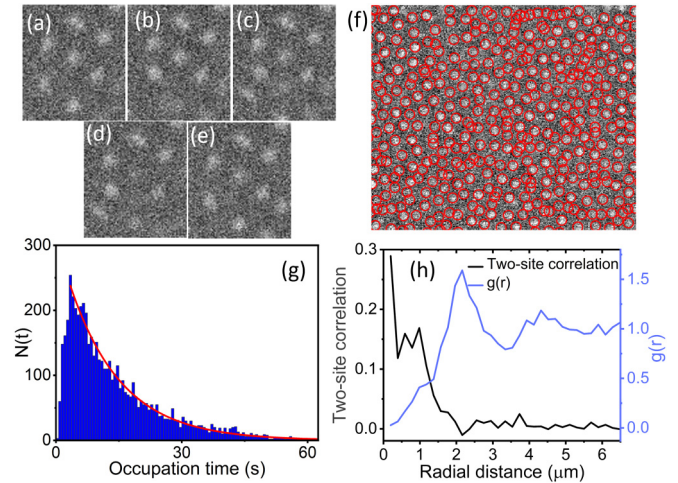 (a)
(b)
(c)
(f)
(d)
(e)
300
200
100
0
N(t)
(g)
0
30
60
Occupation time (s)
0.3
0.2
0.1
0.0
Two-site correlation
(h)
Two-site correlation
g(r)
1.5
1.0
0.5
0.0
g(r)
0
1
2
3
4
5
6
Radial distance (μm)